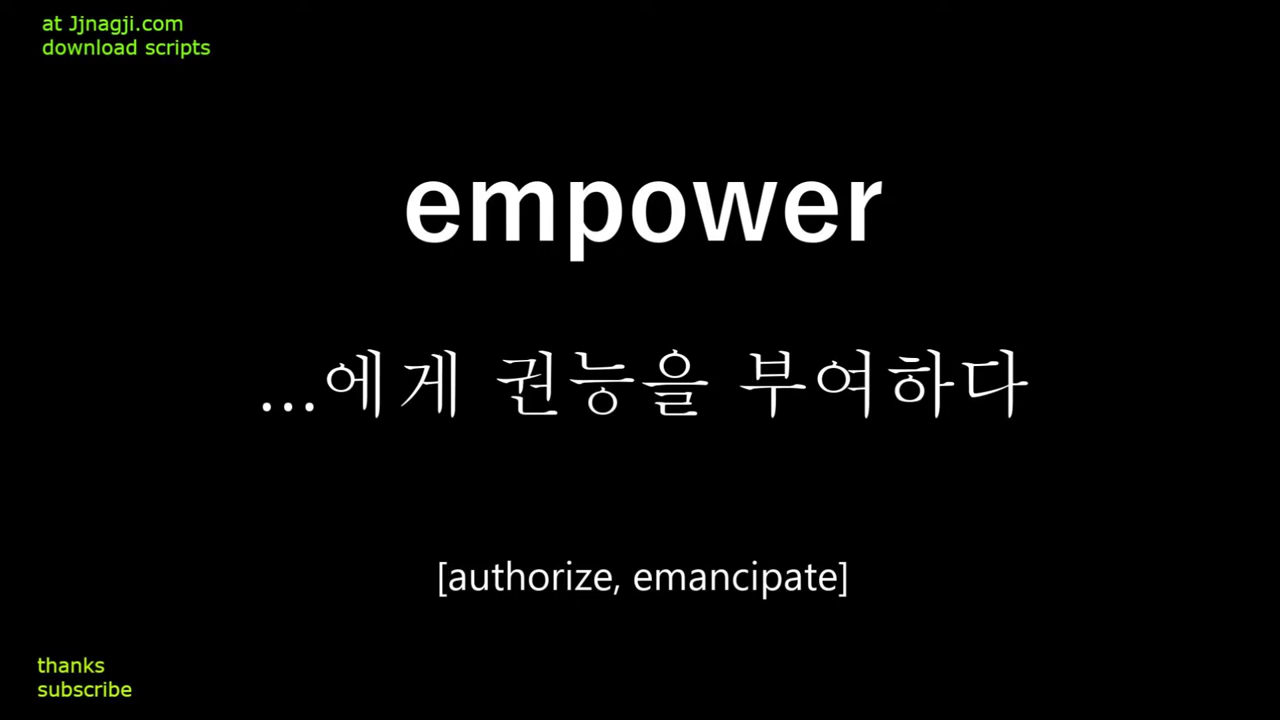 at Jjnagji.com
download scripts
empower
...에게 권능을 부여하다
[authorize, emancipate]
thanks
subscribe